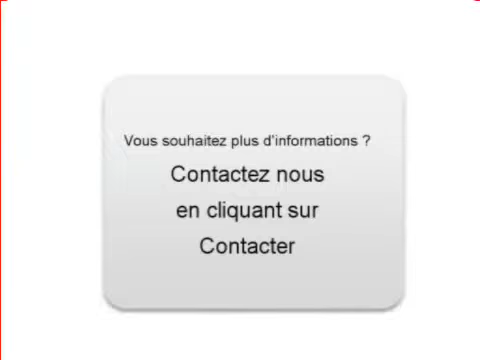 Vous souhaitez plus d'informations ?
Contactez nous
en cliquant sur
Contacter